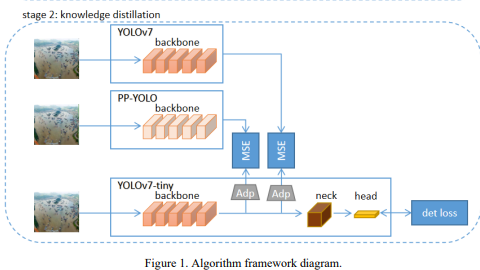 stage 2: knowledge distillation
YOLOv7
backbone
PP-YOLO
backbone
MSE
MSE
YOLOv7-tiny
backbone
Adp
Adp
neck
head
det loss
Figure 1. Algorithm framework diagram.